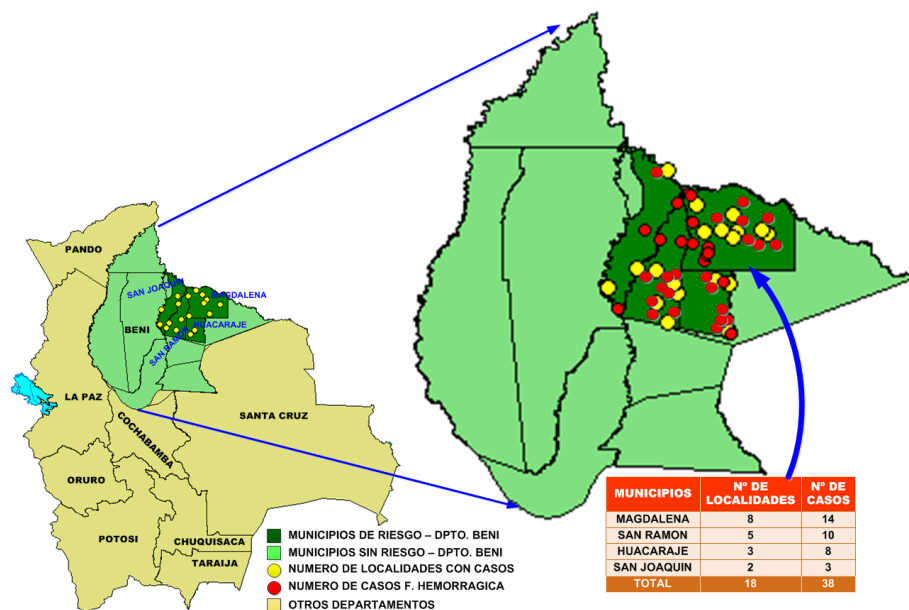 PANDO
SAN JOAQUIN
MAGDALENA
BENI
HUACARAJE
SAN RAMON
LA PAZ
SANTA CRUZ
COCHABAMBA
ORURO
POTOSI
CHUQUISACA
TARAIJA
MUNICIPIOS DE RIESGO – DPTO. BENI
MUNICIPIOS SIN RIESGO – DPTO. BENI
NUMERO DE LOCALIDADES CON CASOS
NUMERO DE CASOS F. HEMORRAGICA
OTROS DEPARTAMENTOS
MUNICIPIOS Nº DE LOCALIDADES Nº DE CASOS
MAGDALENA 8 14
SAN RAMON 5 10
HUACARAJE 3 8
SAN JOAQUIN 2 3
TOTAL 18 38